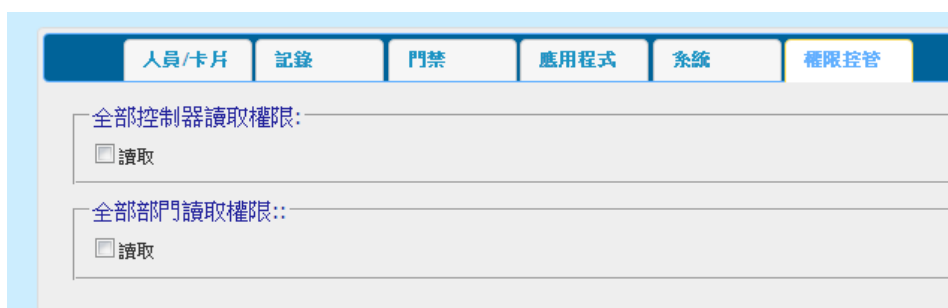 人員/卡片 記錄 門禁 應用程式 系統 權限控管
全部控制器讀取權限:
讀取
全部部門讀取權限::
讀取